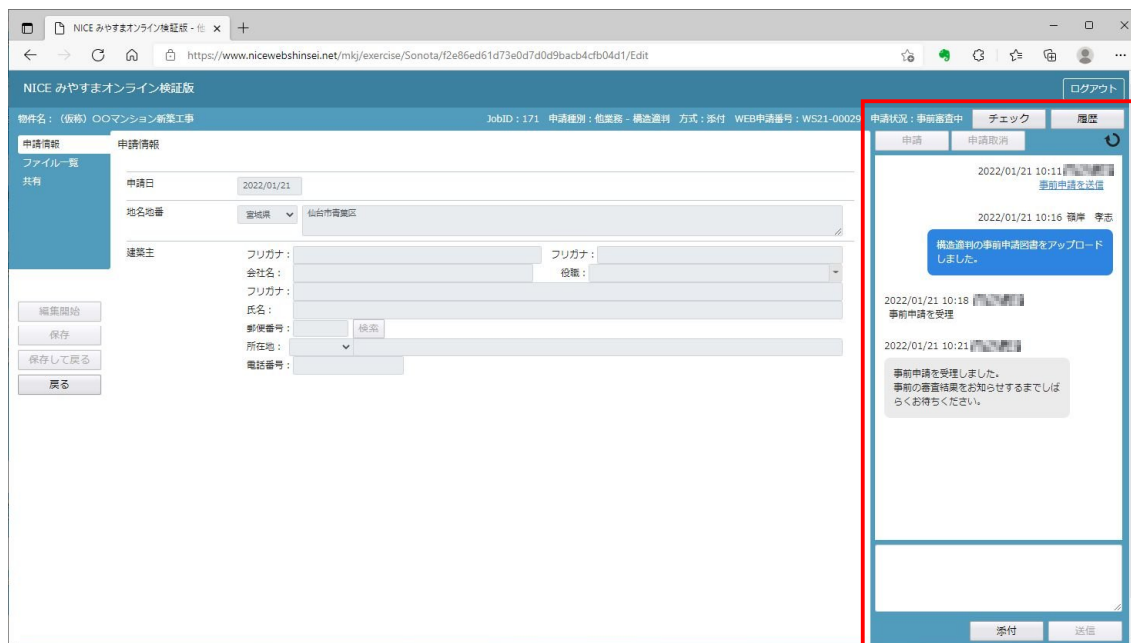 NICE みやすまオンライン検証版 - 他
https://www.nicewebshinsei.net/mkj/exercise/Sonota/f2e86ed61d73e0d7d0d9bacb4cfb04d1/Edit
NICE みやすまオンライン検証版
ログアウト
物件名：（仮称）〇〇マンション新築工事
JobID：171 申請種別：他業務 - 構造適判 方式：添付 WEB申請番号：WS21-00029 申請状況：事前審査中
チェック
履歴
申請情報
ファイル一覧
共有
申請情報
申請
申請取消
申請日
2022/01/21
地名地番
宮城県
仙台市青葉区
建築主
フリガナ：
フリガナ：
会社名：
役職：
フリガナ：
氏名：
郵便番号：
検索
所在地：
電話番号：
編集開始
保存
保存して戻る
戻る
2022/01/21 10:11
事前申請を送信
2022/01/21 10:16 嶺岸 孝志
構造適判の事前申請図書をアップロード
しました。
2022/01/21 10:18
事前申請を受理
2022/01/21 10:21
事前申請を受理しました。
事前の審査結果をお知らせするまでしば
らくお待ちください。
添付
送信